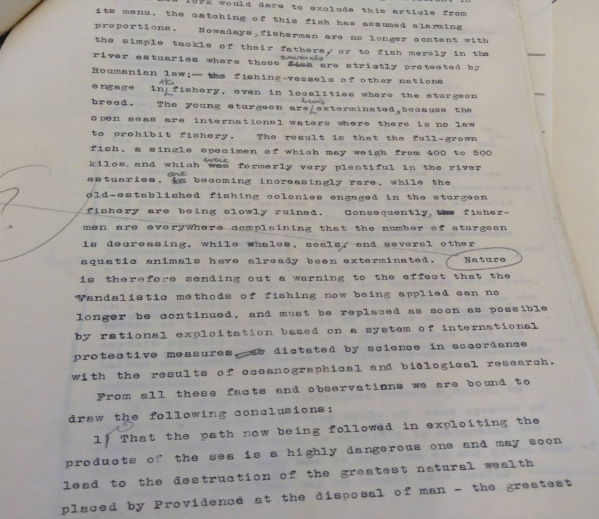 would dare to exclude this article from
its menu, the catching of this fish has assumed alarming
proportions. Nowadays, fishermen are no longer content with
the simple tackle of their fathers, or to fish merely in the
animals
river estuaries where these are strictly protected by
Roumanian law;— the fishing-vessels of other nations
the
engage in fishery, even in localities where the sturgeon
being
breed. The young sturgeon are exterminated, because the
open seas are international waters where there is no law
to prohibit fishery. The result is that the full-grown
fish, a single specimen of which may weigh from 400 to 500
were
kilos, and which was formerly very plentiful in the river
are
estuaries, is becoming increasingly rare, while the
old-established fishing colonies engaged in the sturgeon
fishery are being slowly ruined. Consequently, the fisher-
men are everywhere complaining that the number of sturgeon
is decreasing, while whales, seals, and several other
aquatic animals have already been exterminated. Nature
is therefore sending out a warning to the effect that the
Vandalistic methods of fishing now being applied can no
longer be continued, and must be replaced as soon as possible
by rational exploitation based on a system of international
protective measures dictated by science in accordance
with the results of oceanographical and biological research.
From all these facts and observations we are bound to
draw the following conclusions:
1) That the path now being followed in exploiting the
products of the sea is a highly dangerous one and may soon
lead to the destruction of the greatest natural wealth
placed by Providence at the disposal of man - the greatest